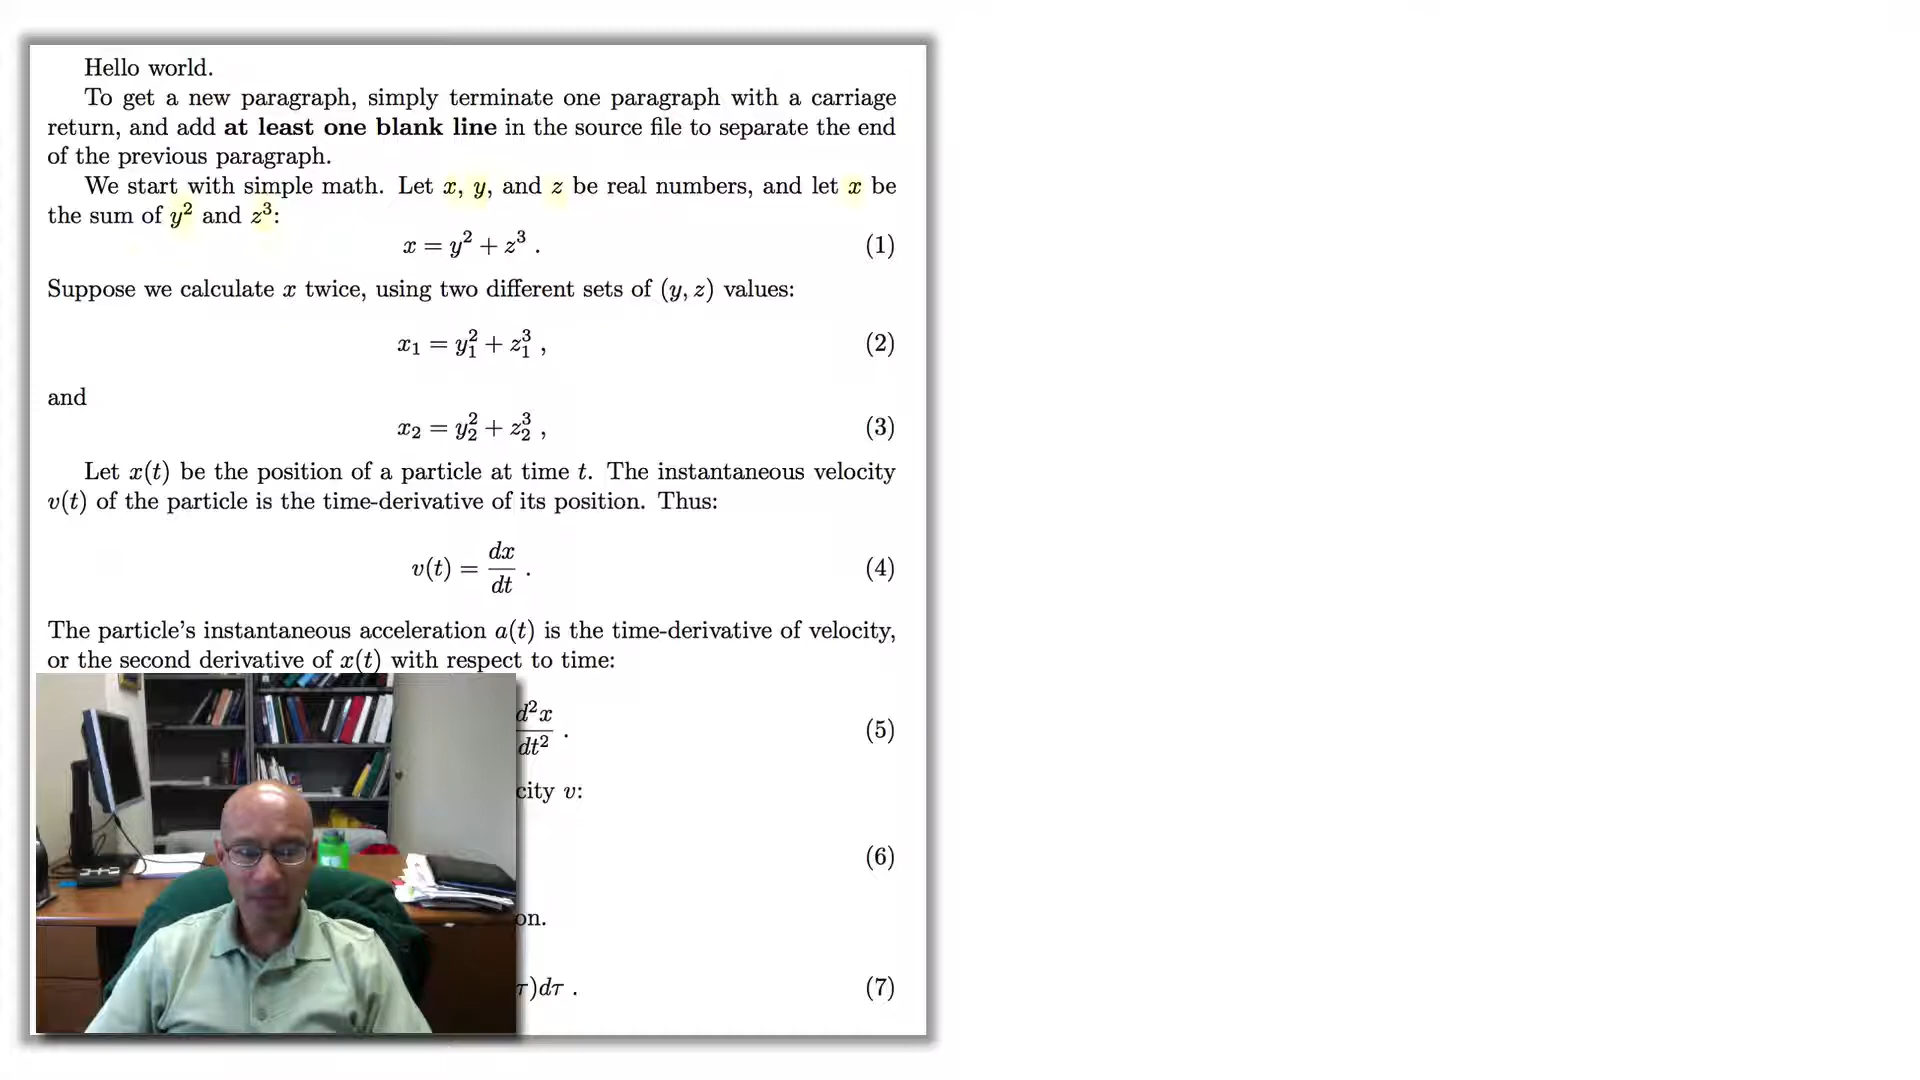 Hello world.
To get a new paragraph, simply terminate one paragraph with a carriage
return, and add at least one blank line in the source file to separate the end
of the previous paragraph.
We start with simple math. Let x, y, and z be real numbers, and let x be
the sum of y² and z³:
x = y² + z³ . (1)
Suppose we calculate x twice, using two different sets of (y, z) values:
x₁ = y₁² + z₁³ , (2)
and
x₂ = y₂² + z₂³ , (3)
Let x(t) be the position of a particle at time t. The instantaneous velocity
v(t) of the particle is the time-derivative of its position. Thus:
v(t) = dx/dt . (4)
The particle's instantaneous acceleration a(t) is the time-derivative of velocity,
or the second derivative of x(t) with respect to time:
d²x/dt² . (5)
v:
(6)
τ)dτ . (7)